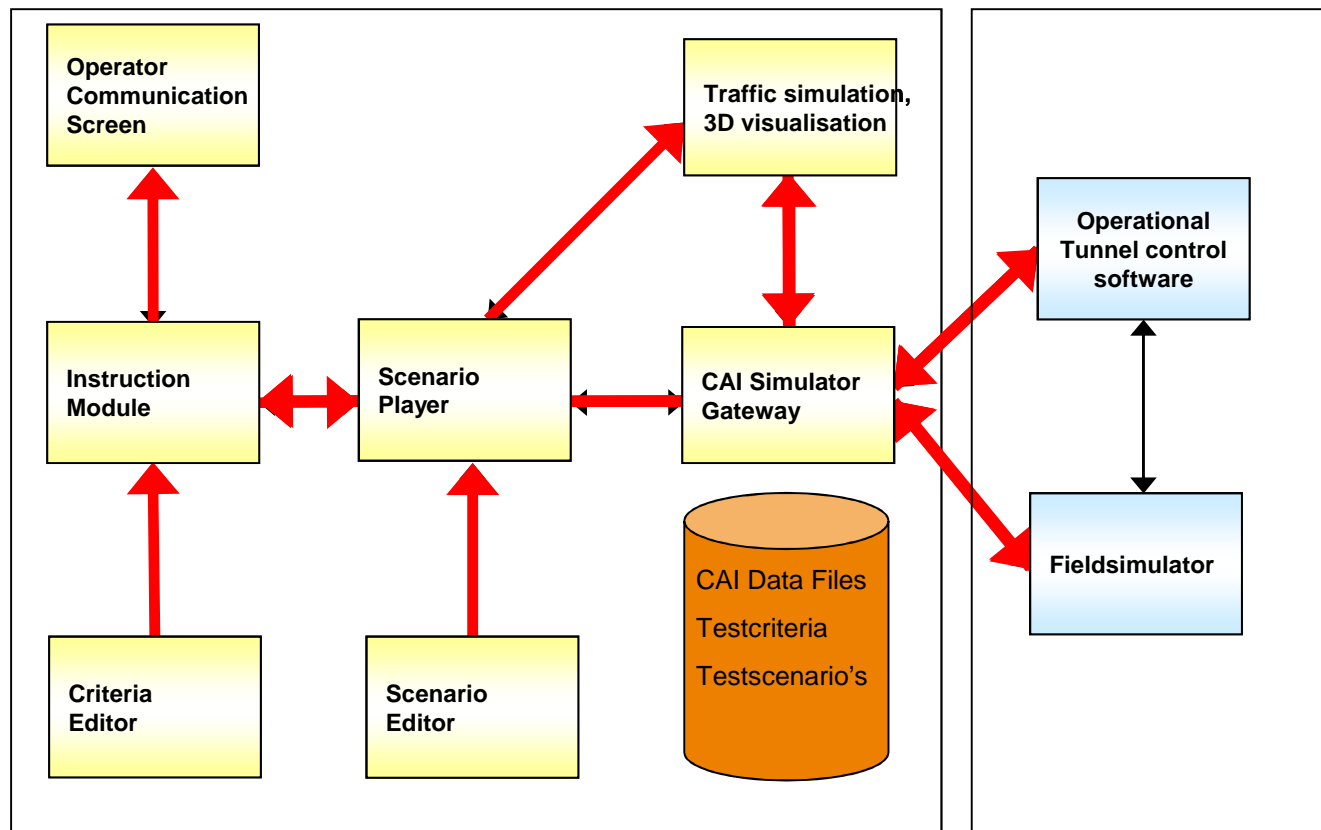 Operator
Communication
Screen
Traffic simulation,
3D visualisation
Operational
Tunnel control
software
Instruction
Module
Scenario
Player
CAI Simulator
Gateway
CAI Data Files
Testcriteria
Testscenario's
Fieldsimulator
Criteria
Editor
Scenario
Editor